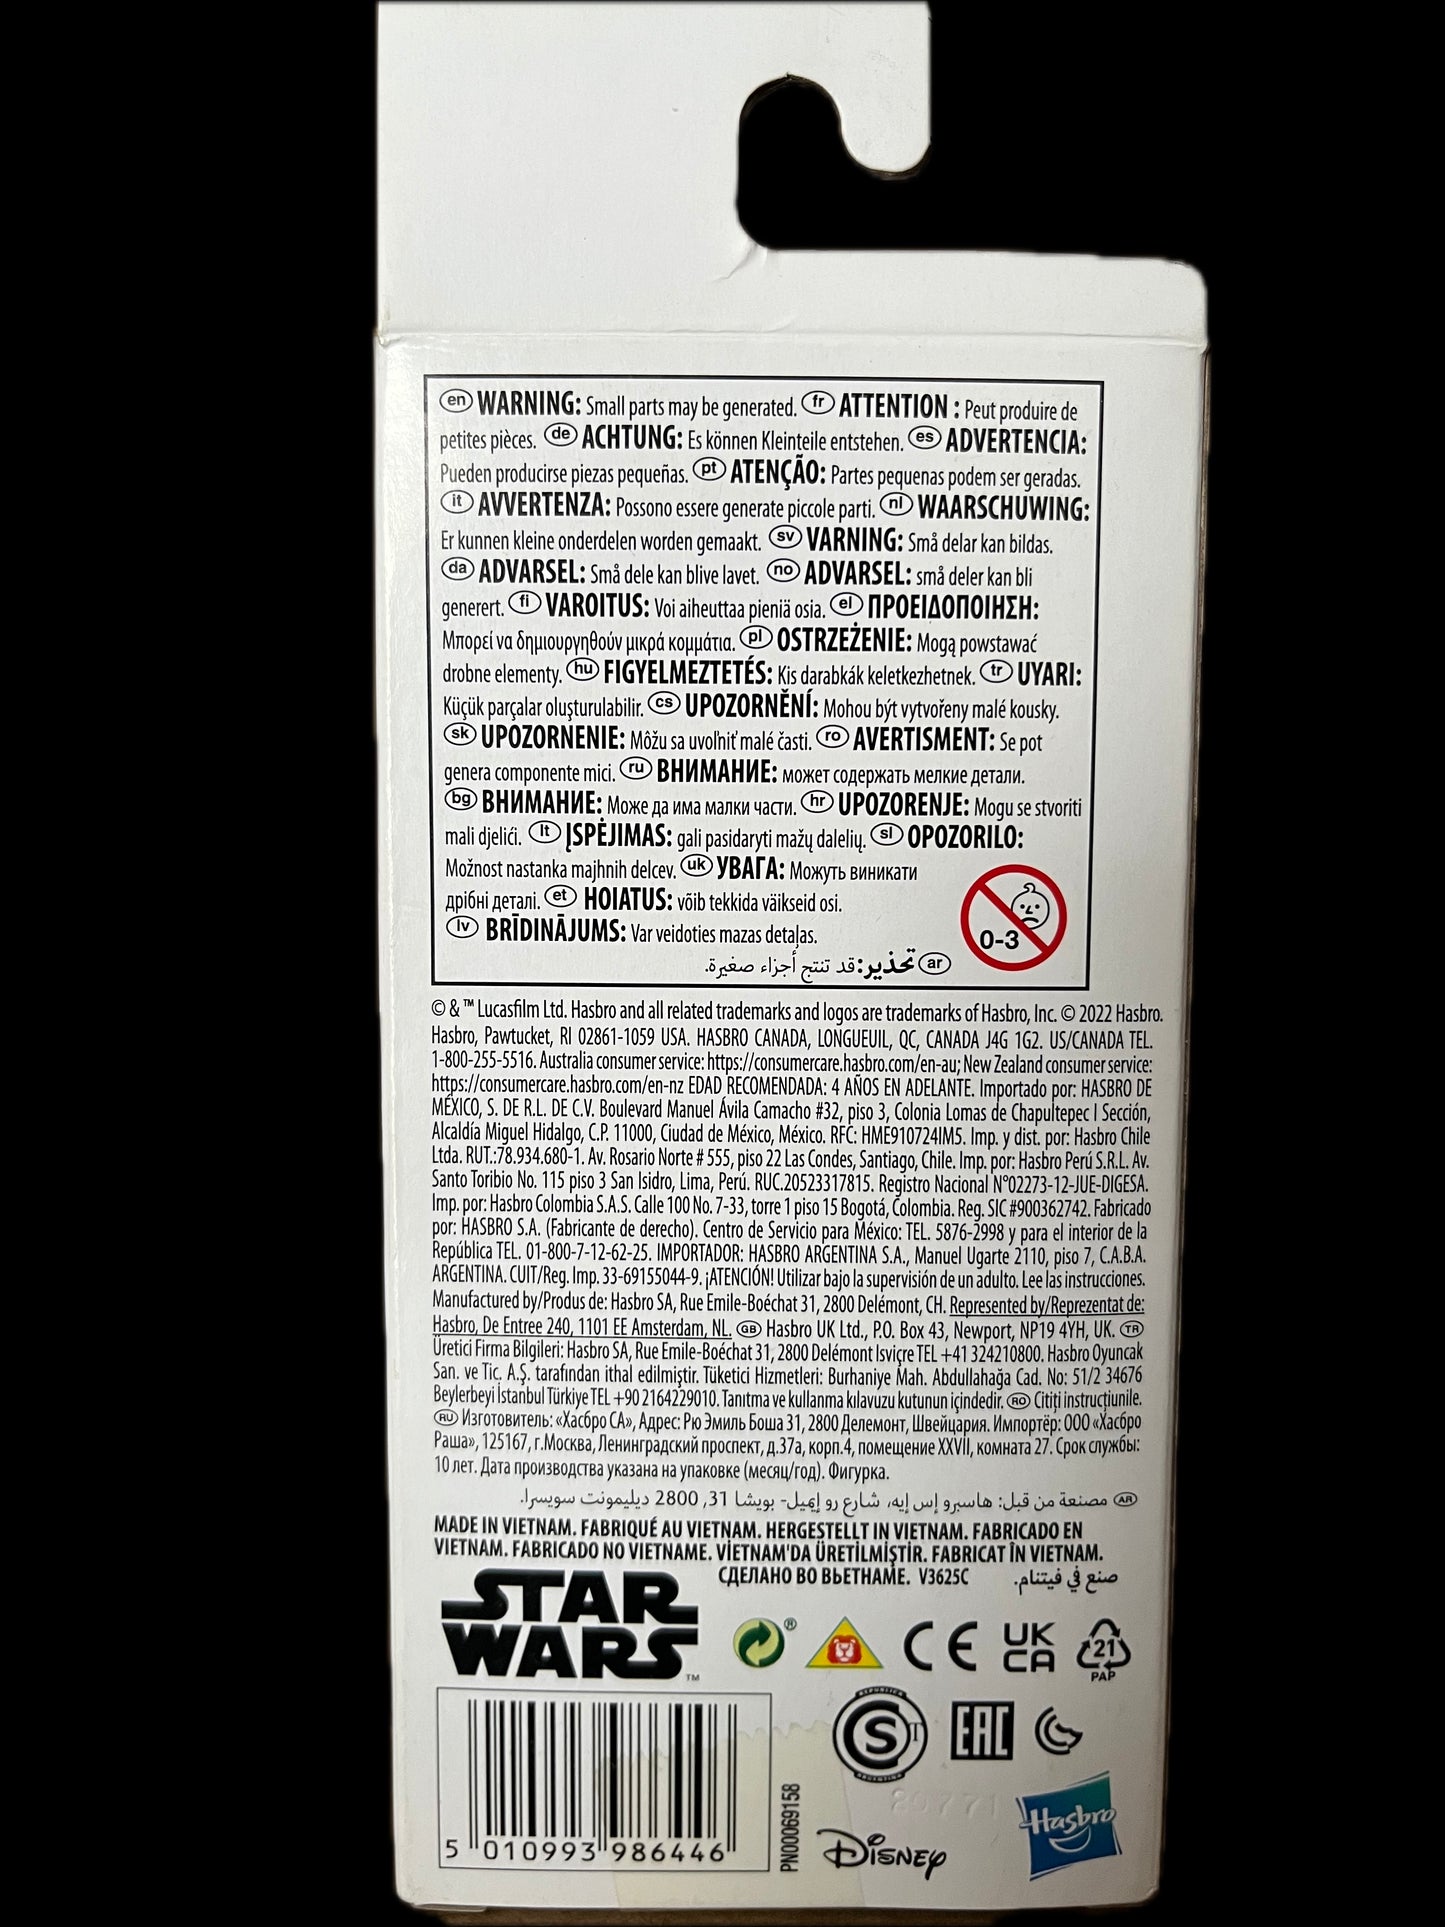 en WARNING: Small parts may be generated. fr ATTENTION : Peut produire de
petites pièces. de ACHTUNG: Es können Kleinteile entstehen. es ADVERTENCIA:
Pueden producirse piezas pequeñas. pt ATENÇÃO: Partes pequenas podem ser geradas.
it AVVERTENZA: Possono essere generate piccole parti. nl WAARSCHUWING:
Er kunnen kleine onderdelen worden gemaakt. sv VARNING: Små delar kan bildas.
da ADVARSEL: Små dele kan blive lavet. no ADVARSEL: små deler kan bli
generert. fi VAROITUS: Voi aiheuttaa pieniä osia. el ΠΡΟΕΙΔΟΠΟΙΗΣΗ:
Μπορεί να δημιουργηθούν μικρά κομμάτια. pl OSTRZEŻENIE: Mogą powstawać
drobne elementy. hu FIGYELMEZTETÉS: Kis darabkák keletkezhetnek. tr UYARI:
Küçük parçalar oluşturulabilir. cs UPOZORNĚNÍ: Mohou být vytvořeny malé kousky.
sk UPOZORNENIE: Môžu sa uvoľniť malé časti. ro AVERTISMENT: Se pot
genera componente mici. ru ВНИМАНИЕ: может содержать мелкие детали.
bg ВНИМАНИЕ: Може да има малки части. hr UPOZORENJE: Mogu se stvoriti
mali djelići. lt ĮSPĖJIMAS: gali pasidaryti mažų dalelių. sl OPOZORILO:
Možnost nastanka majhnih delcev. uk УВАГА: Можуть виникати
дрібні деталі. et HOIATUS: võib tekkida väikseid osi.
lv BRĪDINĀJUMS: Var veidoties mazas detaļas.
0-3
ar تحذير: قد تنتج أجزاء صغيرة.
© & ™ Lucasfilm Ltd. Hasbro and all related trademarks and logos are trademarks of Hasbro, Inc. © 2022 Hasbro.
Hasbro, Pawtucket, RI 02861-1059 USA. HASBRO CANADA, LONGUEUIL, QC, CANADA J4G 1G2. US/CANADA TEL.
1-800-255-5516. Australia consumer service: https://consumercare.hasbro.com/en-au; New Zealand consumer service:
https://consumercare.hasbro.com/en-nz EDAD RECOMENDADA: 4 AÑOS EN ADELANTE. Importado por: HASBRO DE
MÉXICO, S. DE R.L. DE C.V. Boulevard Manuel Ávila Camacho #32, piso 3, Colonia Lomas de Chapultepec I Sección,
Alcaldía Miguel Hidalgo, C.P. 11000, Ciudad de México, México. RFC: HME910724IM5. Imp. y dist. por: Hasbro Chile
Ltda. RUT.:78.934.680-1. Av. Rosario Norte # 555, piso 22 Las Condes, Santiago, Chile. Imp. por: Hasbro Perú S.R.L. Av.
Santo Toribio No. 115 piso 3 San Isidro, Lima, Perú. RUC.20523317815. Registro Nacional N°02273-12-JUE-DIGESA.
Imp. por: Hasbro Colombia S.A.S. Calle 100 No. 7-33, torre 1 piso 15 Bogotá, Colombia. Reg. SIC #900362742. Fabricado
por: HASBRO S.A. (Fabricante de derecho). Centro de Servicio para México: TEL. 5876-2998 y para el interior de la
República TEL. 01-800-7-12-62-25. IMPORTADOR: HASBRO ARGENTINA S.A., Manuel Ugarte 2110, piso 7, C.A.B.A.
ARGENTINA. CUIT/Reg. Imp. 33-69155044-9. ¡ATENCIÓN! Utilizar bajo la supervisión de un adulto. Lee las instrucciones.
Manufactured by/Produs de: Hasbro SA, Rue Emile-Boéchat 31, 2800 Delémont, CH. Represented by/Reprezentat de:
Hasbro, De Entree 240, 1101 EE Amsterdam, NL. GB Hasbro UK Ltd., P.O. Box 43, Newport, NP19 4YH, UK. TR
Üretici Firma Bilgileri: Hasbro SA, Rue Emile-Boéchat 31, 2800 Delémont Isviçre TEL +41 324210800. Hasbro Oyuncak
San. ve Tic. A.Ş. tarafından ithal edilmiştir. Tüketici Hizmetleri: Burhaniye Mah. Abdullahağa Cad. No: 51/2 34676
Beylerbeyi İstanbul Türkiye TEL +90 2164229010. Tanıtma ve kullanma kılavuzu kutunun içindedir. RO Citiți instrucțiunile.
RU Изготовитель: «Хасбро СА», Адрес: Рю Эмиль Боша 31, 2800 Делемонт, Швейцария. Импортёр: ООО «Хасбро
Раша», 125167, г.Москва, Ленинградский проспект, д.37а, корп.4, помещение XXVII, комната 27. Срок службы:
10 лет. Дата производства указана на упаковке (месяц/год). Фигурка.
AR مصنعة من قبل: هاسبرو إس إيه، شارع رو إميل- بويشا 31, 2800 ديليمونت سويسرا.
MADE IN VIETNAM. FABRIQUÉ AU VIETNAM. HERGESTELLT IN VIETNAM. FABRICADO EN
VIETNAM. FABRICADO NO VIETNAME. VİETNAM'DA ÜRETİLMİŞTİR. FABRICAT ÎN VIETNAM.
СДЕЛАНО ВО ВЬЕТНАМЕ. V3625C صنع في فيتنام.
STAR
WARS ™
®
CE
UK
CA
21
PAP
REPUBLICA
S T
ARGENTINA
EAC
5 010993 986446
PN00069158
Disney
Hasbro